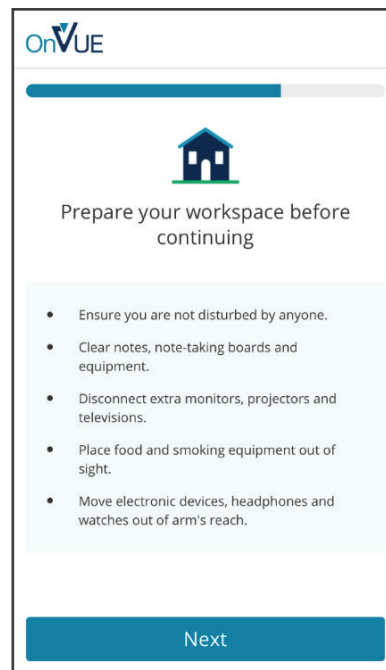 OnVUE
Prepare your workspace before
continuing
• Ensure you are not disturbed by anyone.
• Clear notes, note-taking boards and
equipment.
• Disconnect extra monitors, projectors and
televisions.
• Place food and smoking equipment out of
sight.
• Move electronic devices, headphones and
watches out of arm's reach.
Next